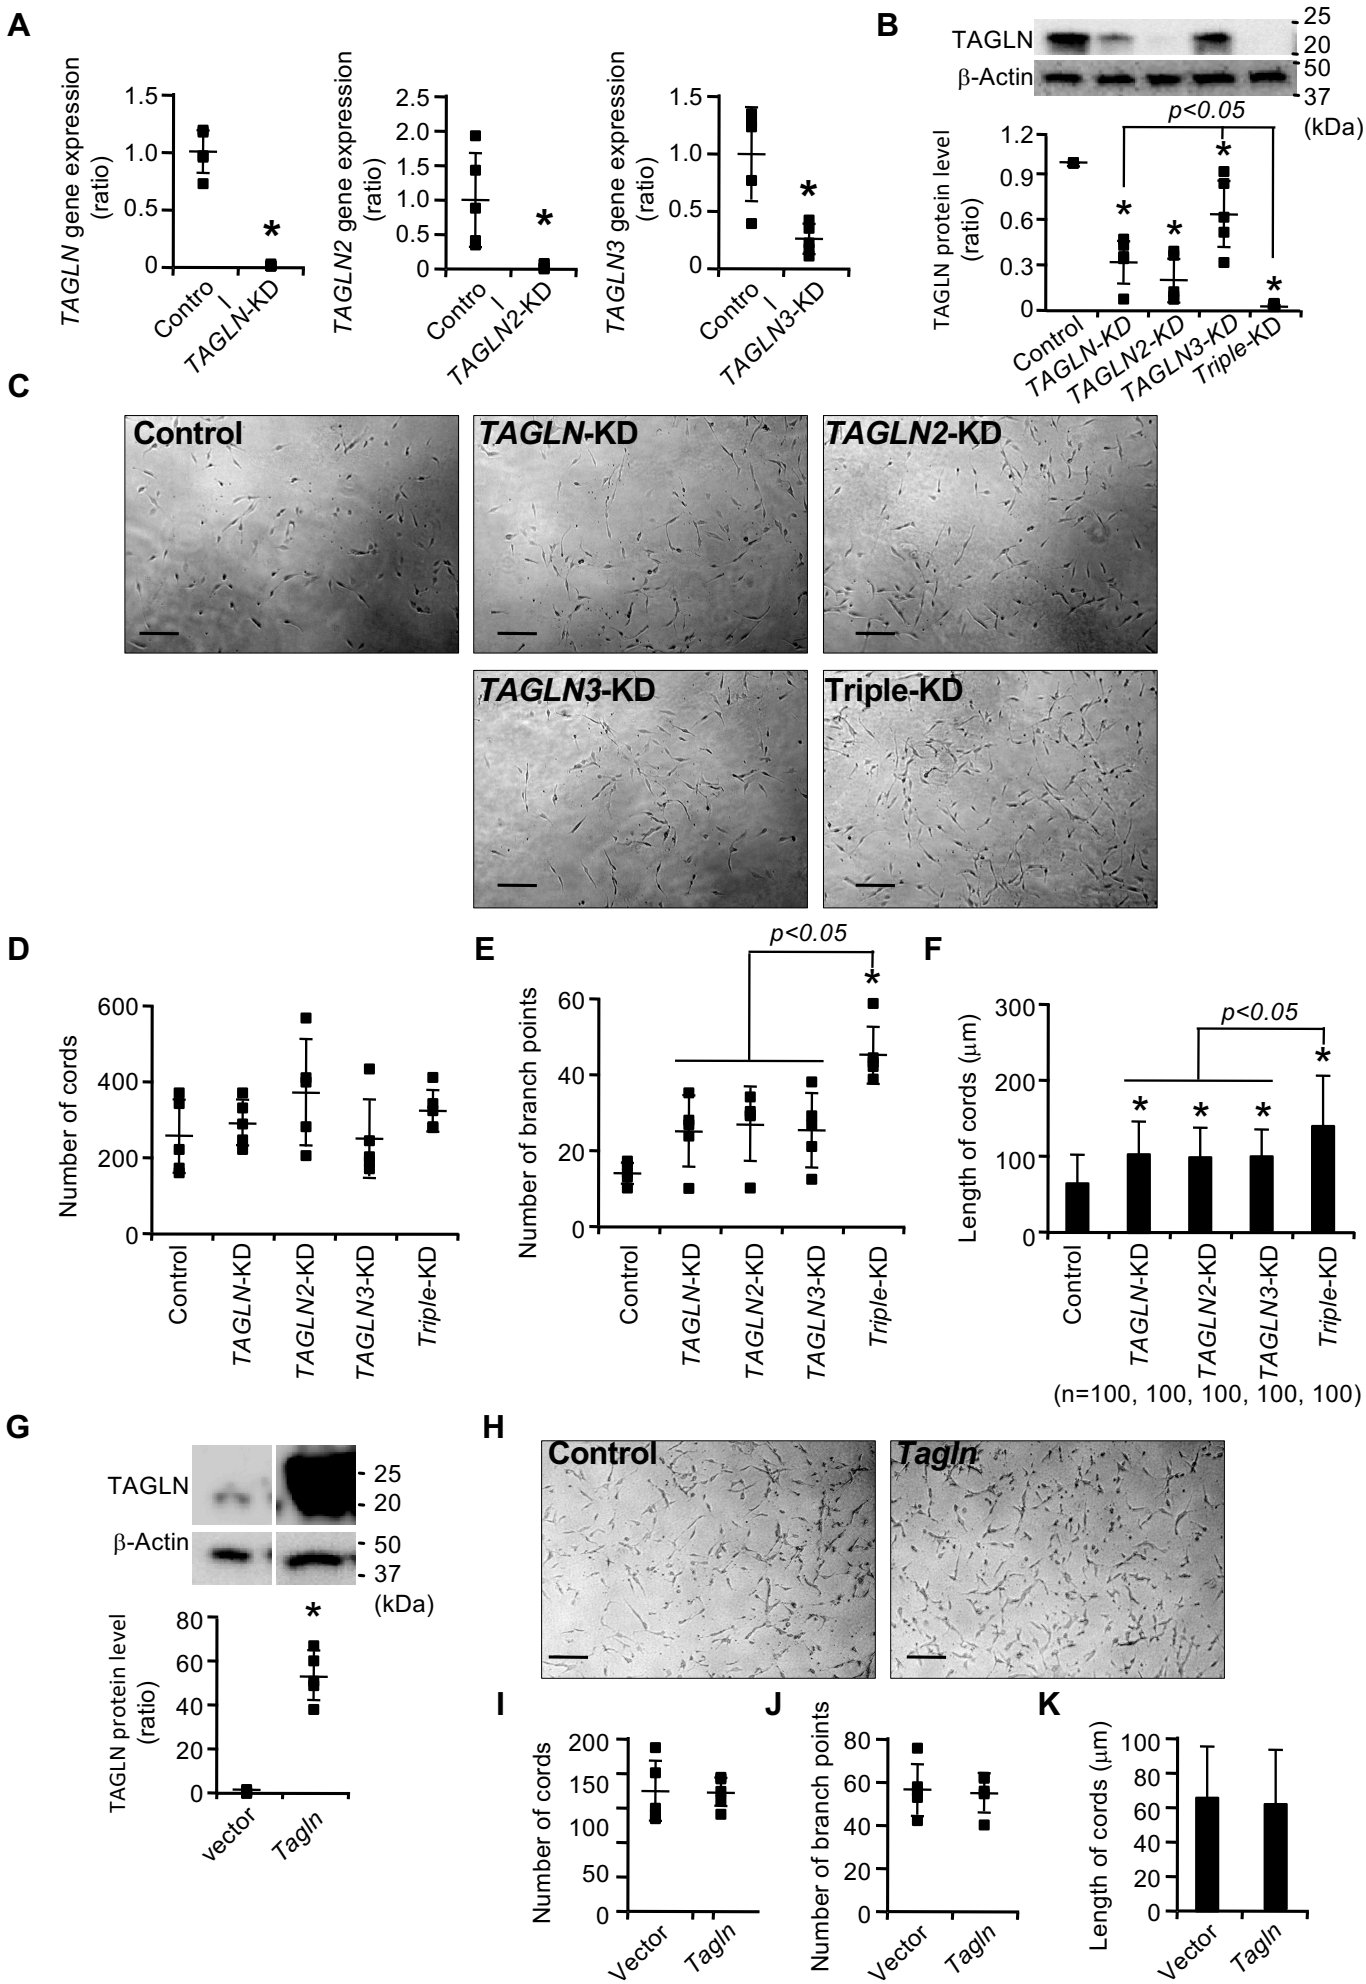 A
TAGLN gene expression
(ratio)
1.5
1.0
0.5
0
*
Contro
l
TAGLN-KD
TAGLN2 gene expression
(ratio)
2.5
2.0
1.5
1.0
0.5
0
*
Contro
l
TAGLN2-KD
TAGLN3 gene expression
(ratio)
1.5
1.0
0.5
0
*
Contro
l
TAGLN3-KD
B
TAGLN
25
20
β-Actin
50
37
(kDa)
p<0.05
TAGLN protein level
(ratio)
1.2
0.9
0.6
0.3
0
* * * *
Control
TAGLN-KD
TAGLN2-KD
TAGLN3-KD
Triple-KD
C
Control
TAGLN-KD
TAGLN2-KD
TAGLN3-KD
Triple-KD
D
Number of cords
600
400
200
0
Control
TAGLN-KD
TAGLN2-KD
TAGLN3-KD
Triple-KD
E
p<0.05
*
Number of branch points
60
40
20
0
Control
TAGLN-KD
TAGLN2-KD
TAGLN3-KD
Triple-KD
F
p<0.05
Length of cords (μm)
300
200
100
0
* * * *
Control
TAGLN-KD
TAGLN2-KD
TAGLN3-KD
Triple-KD
(n=100, 100, 100, 100, 100)
G
TAGLN
25
20
β-Actin
50
37
(kDa)
*
TAGLN protein level
(ratio)
80
60
40
20
0
vector
Tagln
H
Control
Tagln
I
Number of cords
200
150
100
50
0
Vector
Tagln
J
Number of branch points
80
60
40
20
0
Vector
Tagln
K
Length of cords (μm)
100
80
60
40
20
0
Vector
Tagln